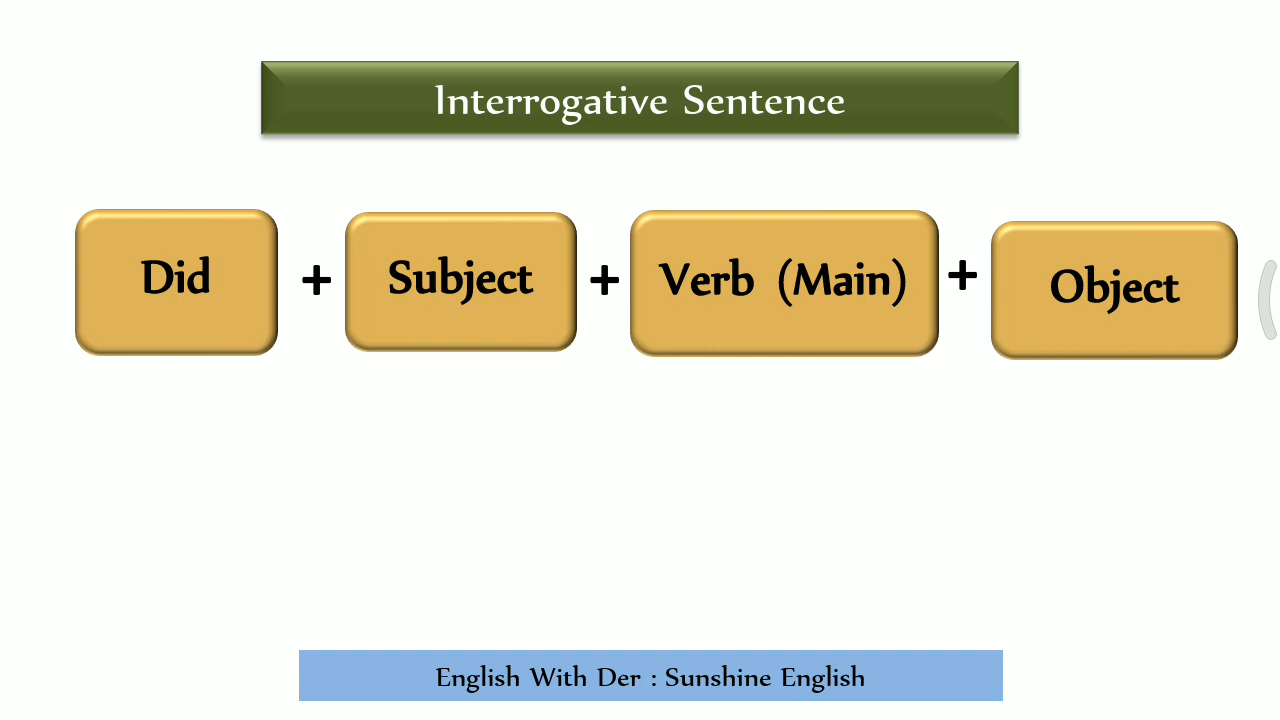 Interrogative Sentence
Did + Subject + Verb (Main) + Object
English With Der : Sunshine English